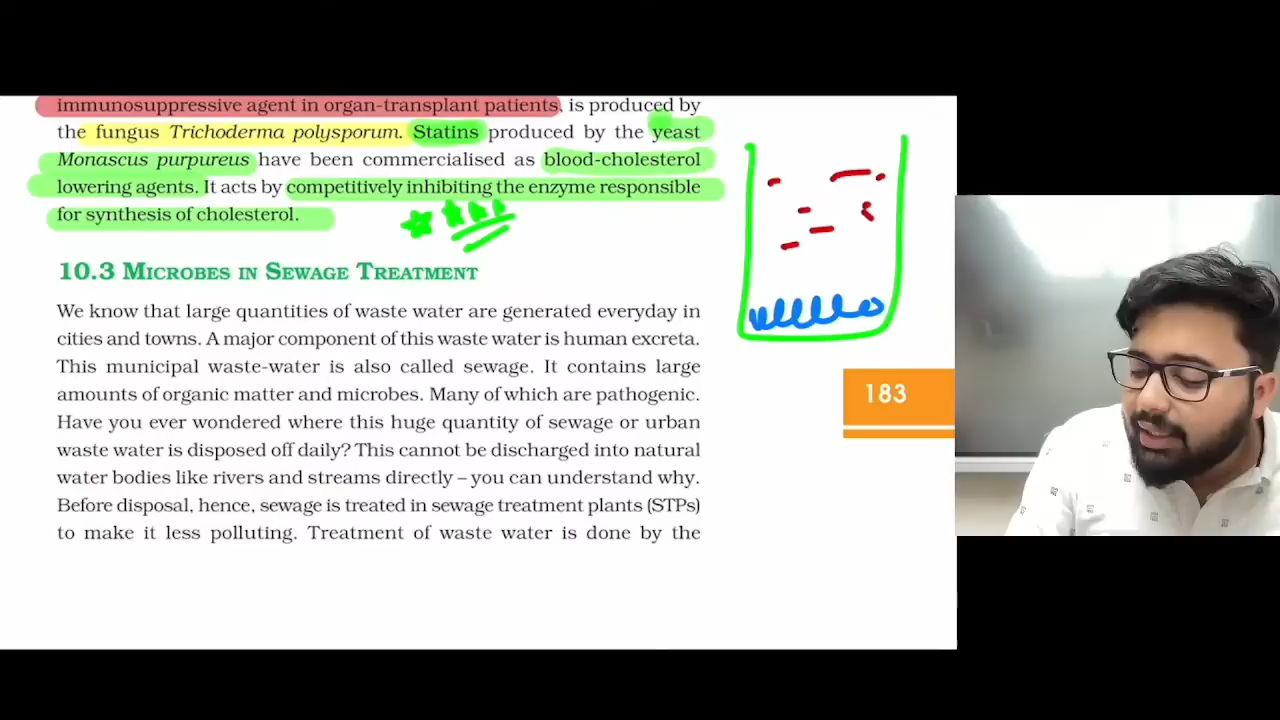 immunosuppressive agent in organ-transplant patients, is produced by
the fungus Trichoderma polysporum. Statins produced by the yeast
Monascus purpureus have been commercialised as blood-cholesterol
lowering agents. It acts by competitively inhibiting the enzyme responsible
for synthesis of cholesterol.
10.3 MICROBES IN SEWAGE TREATMENT
We know that large quantities of waste water are generated everyday in
cities and towns. A major component of this waste water is human excreta.
This municipal waste-water is also called sewage. It contains large
amounts of organic matter and microbes. Many of which are pathogenic.
Have you ever wondered where this huge quantity of sewage or urban
waste water is disposed off daily? This cannot be discharged into natural
water bodies like rivers and streams directly – you can understand why.
Before disposal, hence, sewage is treated in sewage treatment plants (STPs)
to make it less polluting. Treatment of waste water is done by the
183